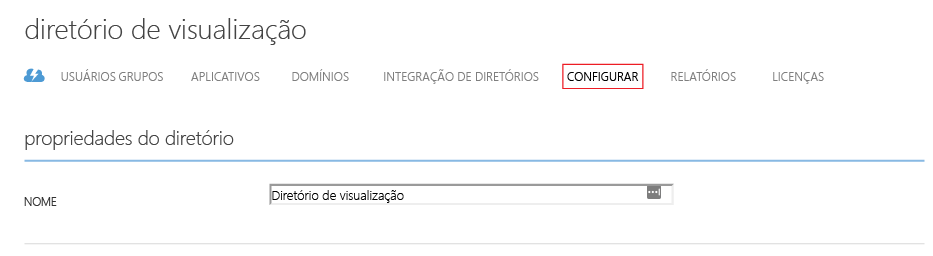 diretório de visualização
USUÁRIOS GRUPOS APLICATIVOS DOMÍNIOS INTEGRAÇÃO DE DIRETÓRIOS CONFIGURAR RELATÓRIOS LICENÇAS
propriedades do diretório
NOME Diretório de visualização